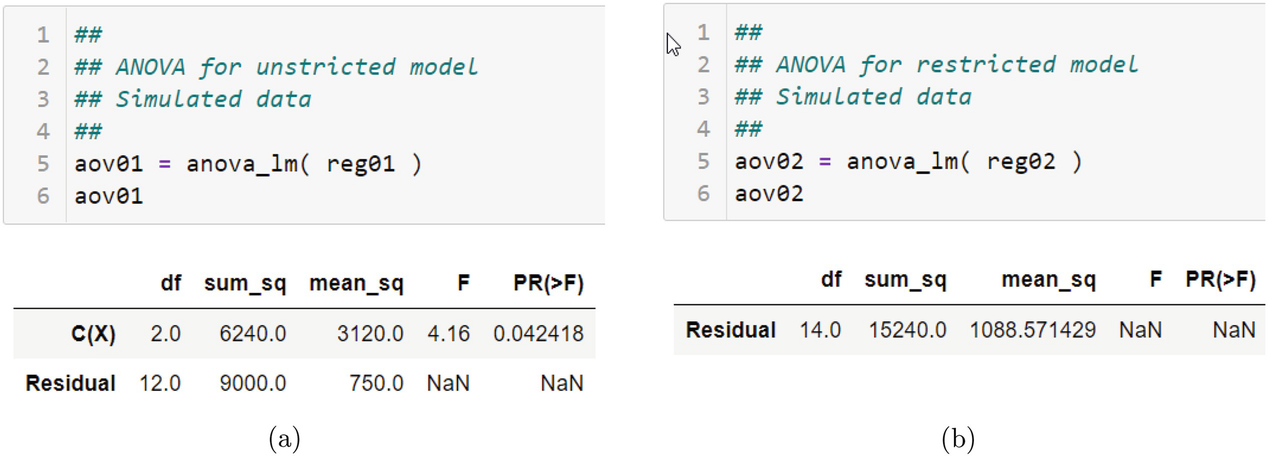 1 ##
2 ## ANOVA for unstricted model
3 ## Simulated data
4 ##
5 aov01 = anova_lm( reg01 )
6 aov01
df sum_sq mean_sq F PR(>F)
C(X) 2.0 6240.0 3120.0 4.16 0.042418
Residual 12.0 9000.0 750.0 NaN NaN
(a)
1 ##
2 ## ANOVA for restricted model
3 ## Simulated data
4 ##
5 aov02 = anova_lm( reg02 )
6 aov02
df sum_sq mean_sq F PR(>F)
Residual 14.0 15240.0 1088.571429 NaN NaN
(b)